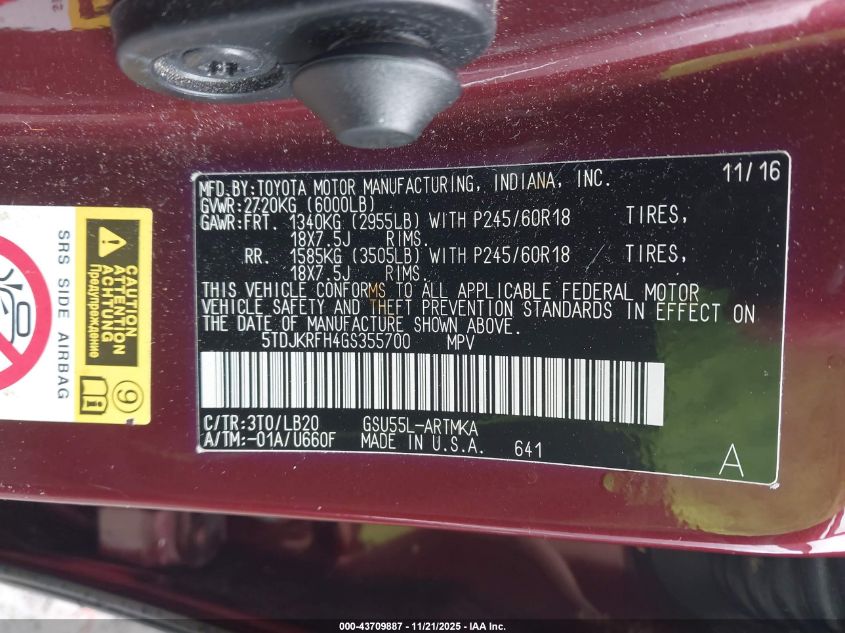 MFD.BY:TOYOTA MOTOR MANUFACTURING, INDIANA, INC. 11/16
GVWR:2720KG (6000LB)
GAWR:FRT. 1340KG (2955LB) WITH P245/60R18 TIRES,
18X7.5J RIMS.
RR. 1585KG (3505LB) WITH P245/60R18 TIRES,
18X7.5J RIMS.
THIS VEHICLE CONFORMS TO ALL APPLICABLE FEDERAL MOTOR
VEHICLE SAFETY AND THEFT PREVENTION STANDARDS IN EFFECT ON
THE DATE OF MANUFACTURE SHOWN ABOVE.
5TDJKRFH4GS355700 MPV
C/TR:3T0/LB20 GSU55L-ARTMKA
A/TM:-01A/U660F MADE IN U.S.A. 641
A
SRS SIDE AIRBAG
CAUTION
ATTENTION
ACHTUNG
Предупреждение
9
000-43709887 - 11/21/2025 - IAA Inc.